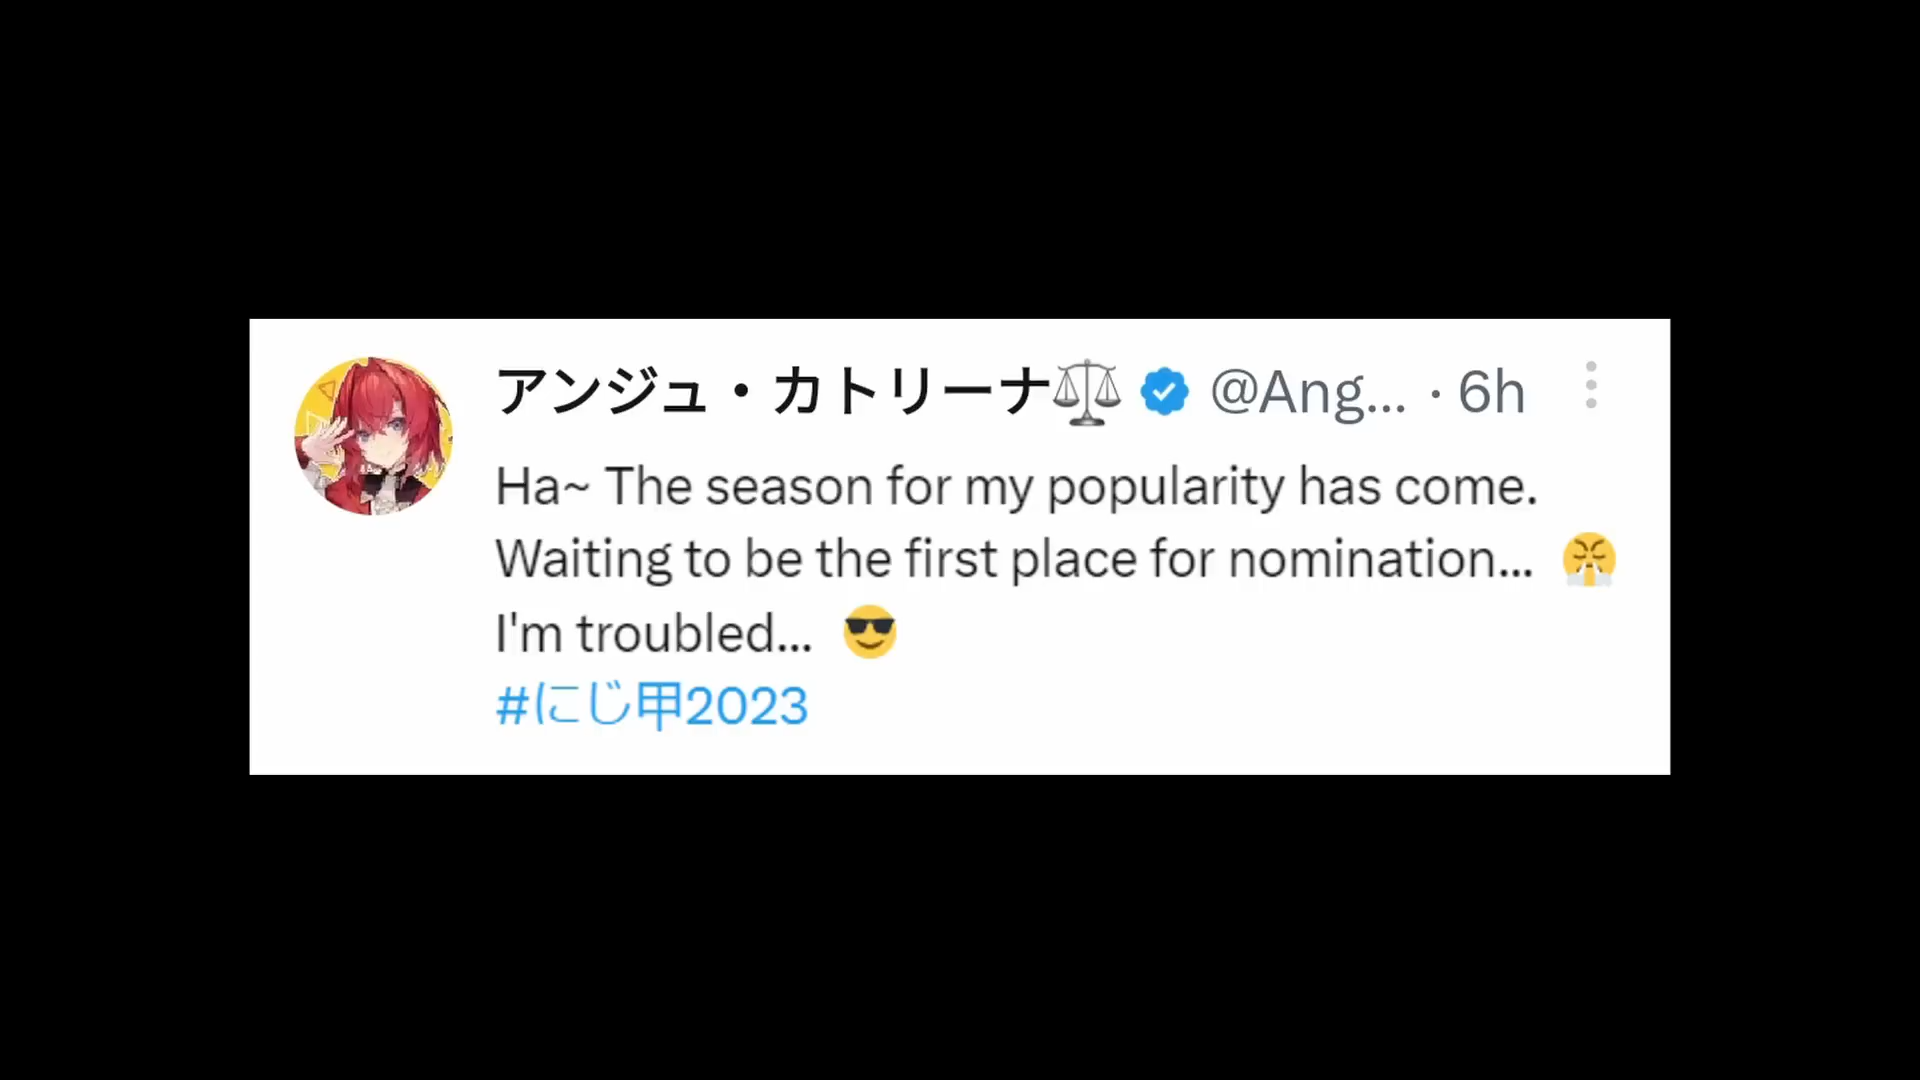 アンジュ・カトリーナ⚖ @Ang... · 6h
Ha~ The season for my popularity has come.
Waiting to be the first place for nomination... 😤
I'm troubled... 😎
#にじ甲2023